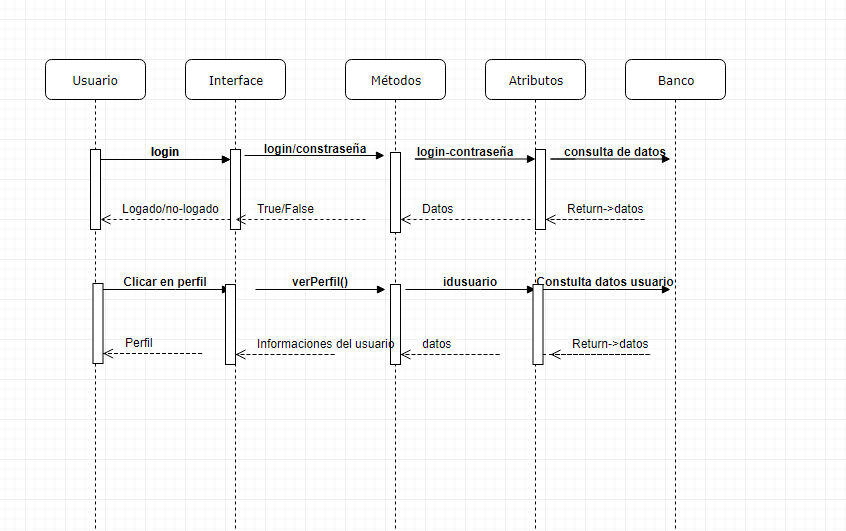 Usuario
Interface
Métodos
Atributos
Banco
login
login/constraseña
login-contraseña
consulta de datos
Logado/no-logado
True/False
Datos
Return->datos
Clicar en perfil
verPerfil()
idusuario
Constulta datos usuario
Perfil
Informaciones del usuario
datos
Return->datos